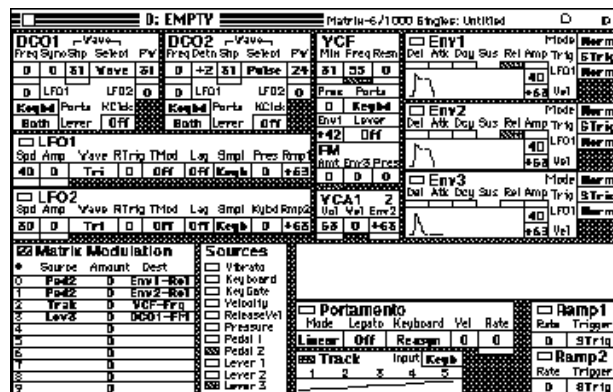 0: EMPTY
Matrix-6/1000 Singles: Untitled
DCO1 Wave
Freq Sync Shp Select PW
0 0 31 Wave 31
0 LFO1 LFO2 0
Keybd Porta KClck
Both Lever Off
DCO2 Wave
Freq Detn Shp Select PW
0 +2 31 Pulse 24
0 LFO1 LFO2 0
Keybd Porta KClck
Both Lever Off
VCF
Mix Freq Resn
31 55 0
Pres Porta
0 Keybd
Env1 Lever
+42 Off
FM
Amt Env3 Pres
0 0 0
VCA1 2
Vol Vel Env2
63 0 +63
Env1 Mode Norm
Del Atk Dcy Sus Rel Amp Trig STrig
40 LFO1 Norm
+63 Vel
Env2 Mode Norm
Del Atk Dcy Sus Rel Amp Trig STrig
40 LFO1 Norm
+63 Vel
Env3 Mode Norm
Del Atk Dcy Sus Rel Amp Trig STrig
40 LFO1 Norm
+63 Vel
LFO1
Spd Amp Wave RTrig TMod Lag Smpl Pres Rmp1
40 0 Tri 0 Off Off Keyb 0 +63
LFO2
Spd Amp Wave RTrig TMod Lag Smpl Kybd Rmp2
30 0 Tri 0 Off Off Keyb 0 +63
Matrix Modulation
Source Amount Dest
0 Ped2 0 Env1-Rel
1 Ped2 0 Env2-Rel
2 Trak 0 VCF-Frq
3 Lev3 0 DCO1-FM
4 0
5 0
6 0
7 0
8 0
9 0
Sources
Vibrato
Keyboard
KeyGate
Velocity
ReleaseVel
Pressure
Pedal 1
Pedal 2
Lever 1
Lever 2
Lever 3
Portamento
Mode Legato Keyboard Vel Rate
Linear Off Reasgn 0 0
Track Input Keyb
1 2 3 4 5
Ramp1
Rate Trigger
0 STrig
Ramp2
Rate Trigger
0 STrig